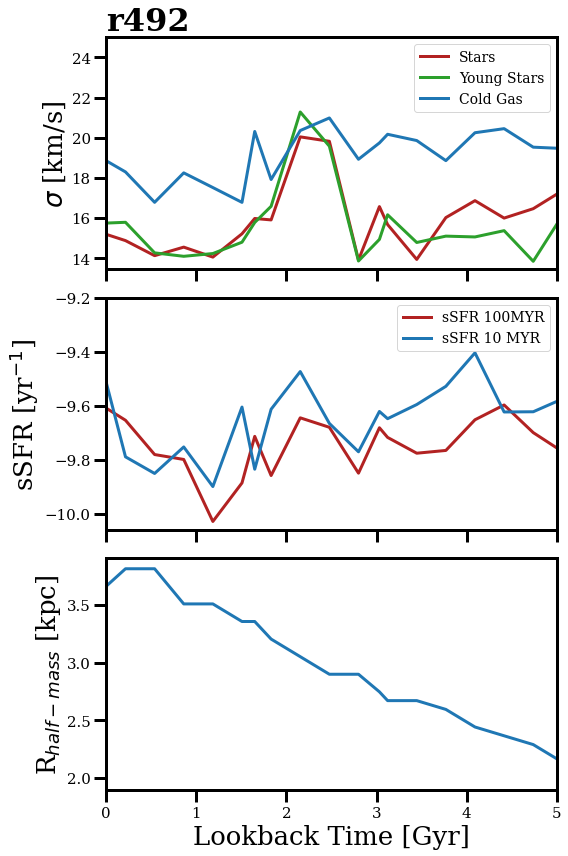 r492
24
22
20
18
16
14
σ [km/s]
Stars
Young Stars
Cold Gas
−9.2
−9.4
−9.6
−9.8
−10.0
sSFR [yr⁻¹]
sSFR 100MYR
sSFR 10 MYR
3.5
3.0
2.5
2.0
R_{half−mass} [kpc]
0 1 2 3 4 5
Lookback Time [Gyr]